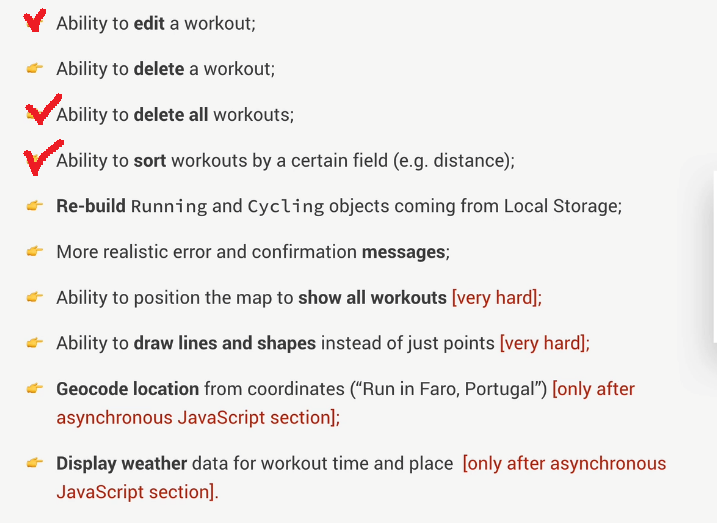 Ability to edit a workout;
Ability to delete a workout;
Ability to delete all workouts;
Ability to sort workouts by a certain field (e.g. distance);
Re-build Running and Cycling objects coming from Local Storage;
More realistic error and confirmation messages;
Ability to position the map to show all workouts [very hard];
Ability to draw lines and shapes instead of just points [very hard];
Geocode location from coordinates (“Run in Faro, Portugal”) [only after
asynchronous JavaScript section];
Display weather data for workout time and place [only after asynchronous
JavaScript section].